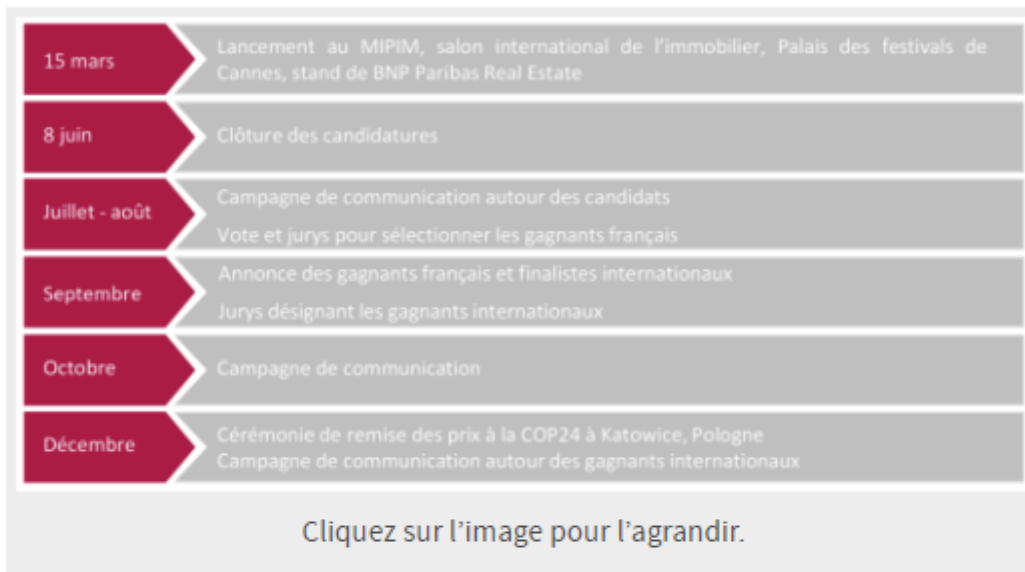 15 mars
Lancement au MIPIM, salon international de l'immobilier, Palais des festivals de
Cannes, stand de BNP Paribas Real Estate
8 juin
Clôture des candidatures
Juillet - août
Campagne de communication autour des candidats
Vote et jurys pour sélectionner les gagnants français
Septembre
Annonce des gagnants français et finalistes internationaux
Jurys désignant les gagnants internationaux
Octobre
Campagne de communication
Décembre
Cérémonie de remise des prix à la COP24 à Katowice, Pologne
Campagne de communication autour des gagnants internationaux
Cliquez sur l'image pour l'agrandir.